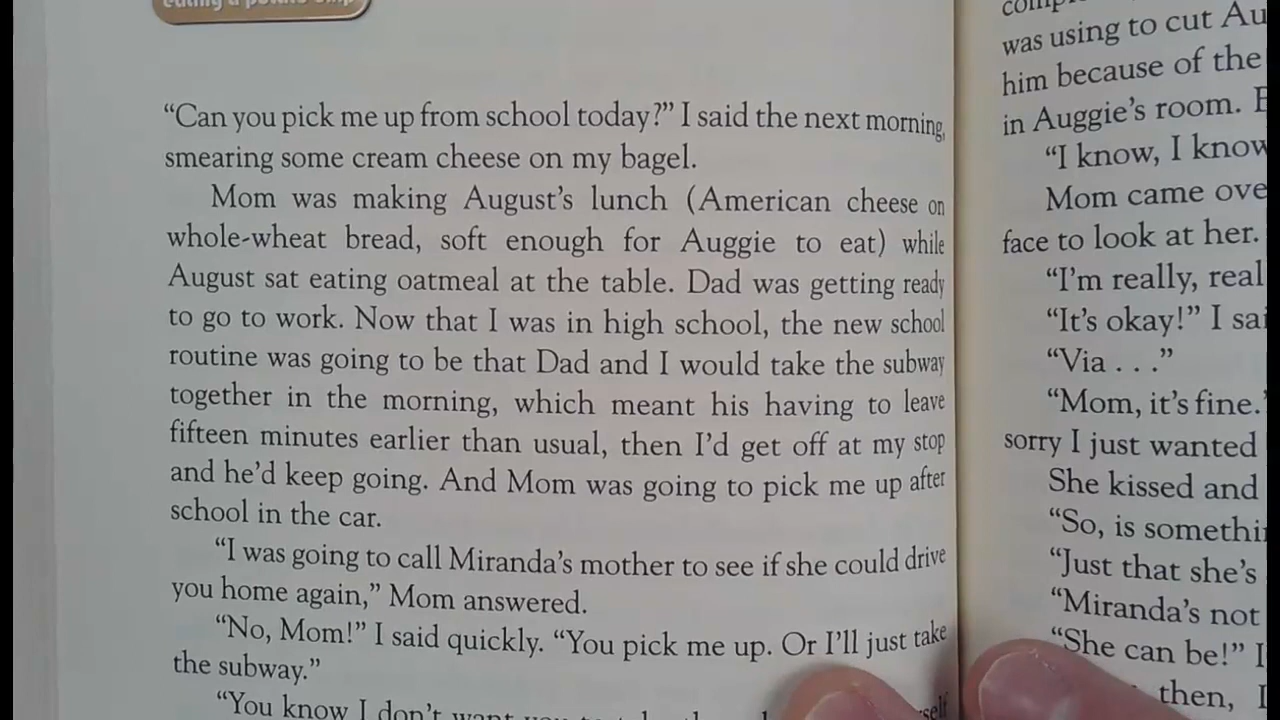 eating a potato chip
"Can you pick me up from school today?" I said the next morning,
smearing some cream cheese on my bagel.
Mom was making August's lunch (American cheese on
whole-wheat bread, soft enough for Auggie to eat) while
August sat eating oatmeal at the table. Dad was getting ready
to go to work. Now that I was in high school, the new school
routine was going to be that Dad and I would take the subway
together in the morning, which meant his having to leave
fifteen minutes earlier than usual, then I'd get off at my stop
and he'd keep going. And Mom was going to pick me up after
school in the car.
"I was going to call Miranda's mother to see if she could drive
you home again," Mom answered.
"No, Mom!" I said quickly. "You pick me up. Or I'll just take
the subway."
"You know I don't want you to
was using to cut Au
him because of the
in Auggie's room.
"I know, I know
Mom came ove
face to look at her.
"I'm really, real
"It's okay!" I sai
"Via . . ."
"Mom, it's fine."
sorry I just wanted
She kissed and
"So, is somethi
"Just that she's
"Miranda's not
"She can be!" I
then, I